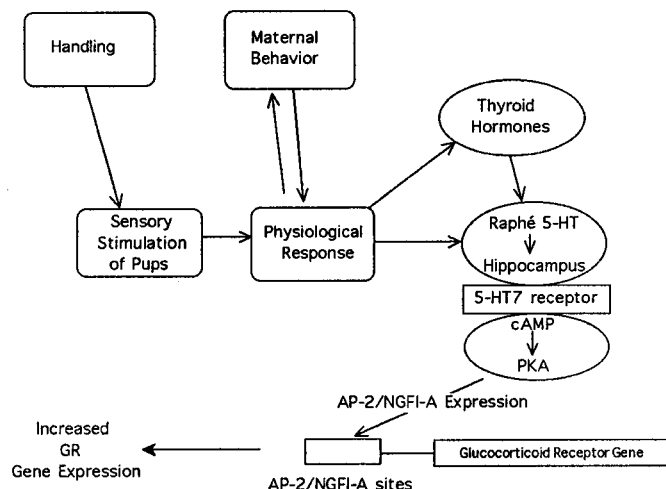 Handling
Maternal
Behavior
Thyroid
Hormones
Sensory
Stimulation
of Pups
Physiological
Response
Raphé 5-HT
Hippocampus
5-HT7 receptor
cAMP
PKA
AP-2/NGFI-A Expression
Increased
GR
Gene Expression
Glucocorticoid Receptor Gene
AP-2/NGFI-A sites